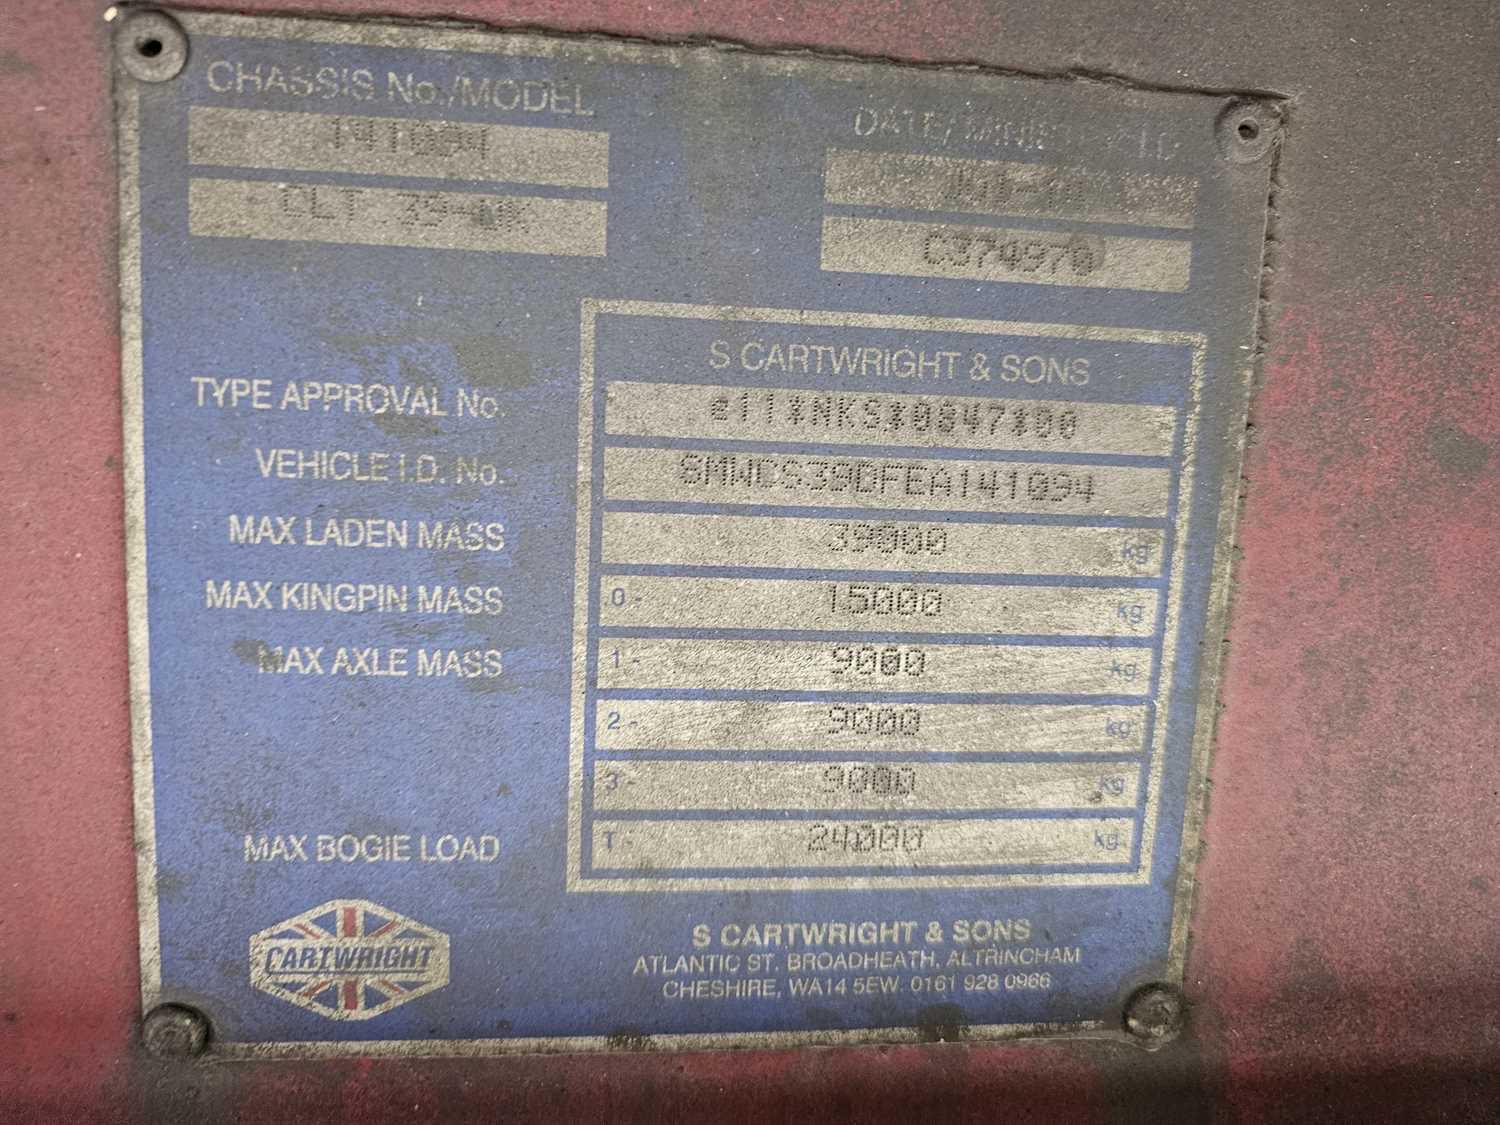 CHASSIS No./MODEL
141094
CLT 39-UK
DATE/ I.D
C374970
S CARTWRIGHT & SONS
TYPE APPROVAL No. e11*NKS*0847*00
VEHICLE I.D. No. SMWCS39DFEA141094
MAX LADEN MASS 39000 kg
MAX KINGPIN MASS 0- 15000 kg
MAX AXLE MASS 1- 9000 kg
2- 9000 kg
3- 9000 kg
MAX BOGIE LOAD T- 24000 kg
CARTWRIGHT
S CARTWRIGHT & SONS
ATLANTIC ST. BROADHEATH, ALTRINCHAM
CHESHIRE, WA14 5EW. 0161 928 0966